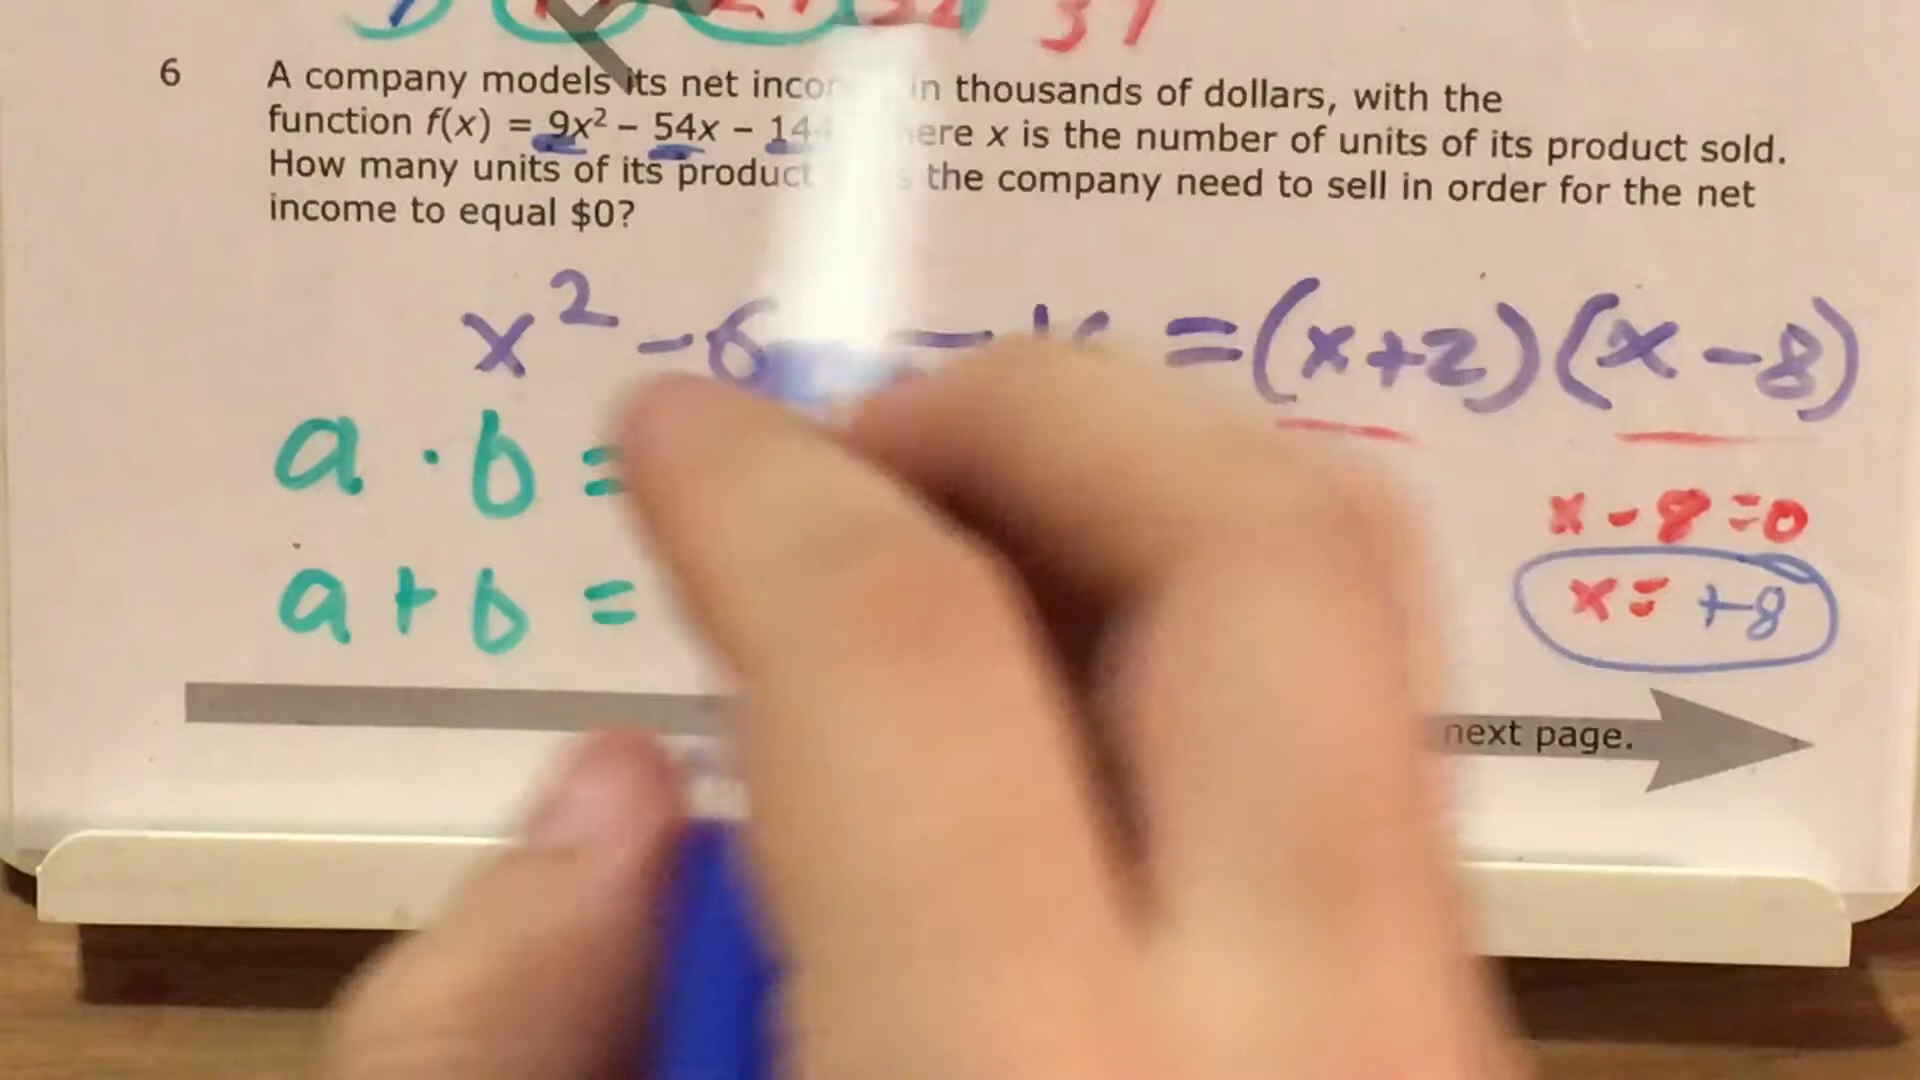 37
6 A company models its net in thousands of dollars, with the
function f(x) = 9x² – 54x – 14 x is the number of units of its product sold.
How many units of its product the company need to sell in order for the net
income to equal $0?
x² - 6 - = (x+2)(x-8)
a · b =
x - 8 = 0
a + b =
x = +8
next page.